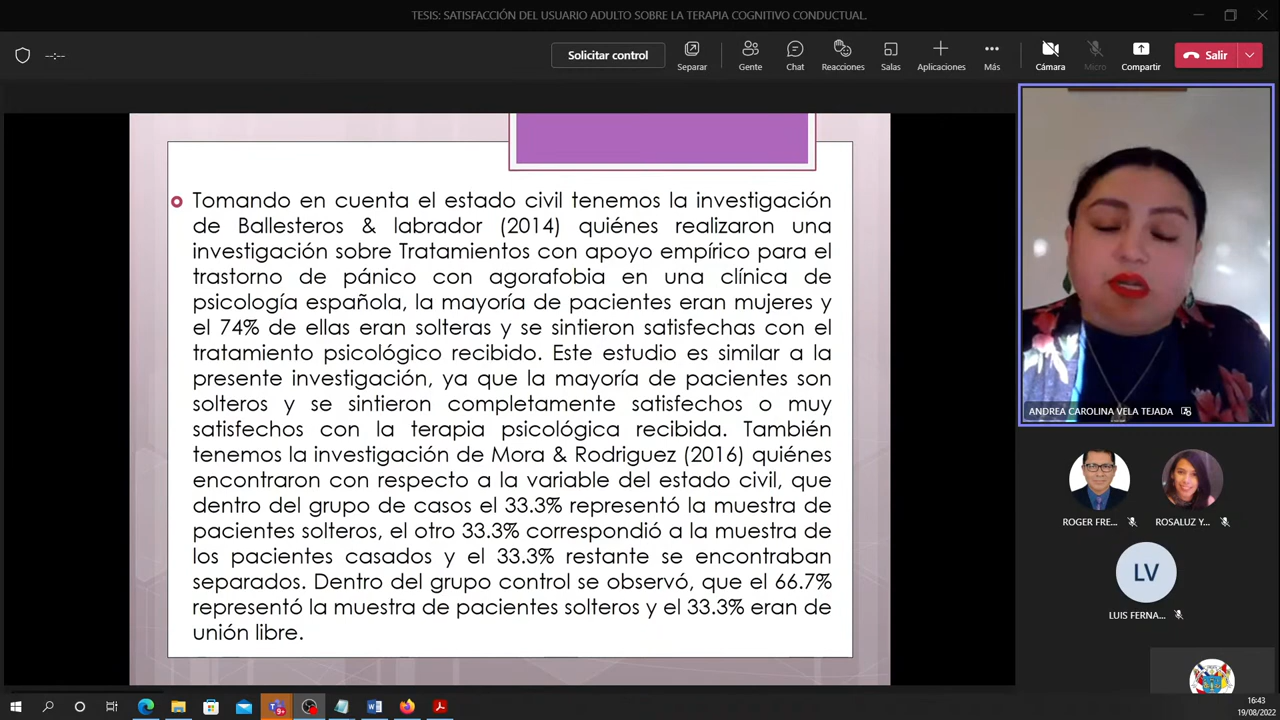 TESIS: SATISFACCIÓN DEL USUARIO ADULTO SOBRE LA TERAPIA COGNITIVO CONDUCTUAL.
--:--
Solicitar control
Separar
Gente
Chat
Reacciones
Salas
Aplicaciones
Más
Cámara
Micro
Compartir
Salir
Tomando en cuenta el estado civil tenemos la investigación
de Ballesteros & labrador (2014) quiénes realizaron una
investigación sobre Tratamientos con apoyo empírico para el
trastorno de pánico con agorafobia en una clínica de
psicología española, la mayoría de pacientes eran mujeres y
el 74% de ellas eran solteras y se sintieron satisfechas con el
tratamiento psicológico recibido. Este estudio es similar a la
presente investigación, ya que la mayoría de pacientes son
solteros y se sintieron completamente satisfechos o muy
satisfechos con la terapia psicológica recibida. También
tenemos la investigación de Mora & Rodriguez (2016) quiénes
encontraron con respecto a la variable del estado civil, que
dentro del grupo de casos el 33.3% representó la muestra de
pacientes solteros, el otro 33.3% correspondió a la muestra de
los pacientes casados y el 33.3% restante se encontraban
separados. Dentro del grupo control se observó, que el 66.7%
representó la muestra de pacientes solteros y el 33.3% eran de
unión libre.
ANDREA CAROLINA VELA TEJADA
ROGER FRE...
ROSALUZ Y...
LV
LUIS FERNA...
16:43
19/08/2022